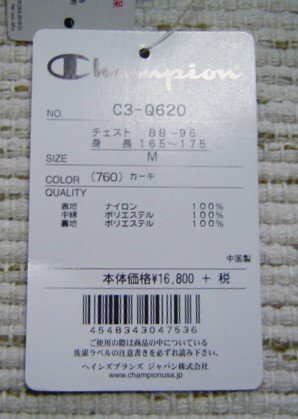 Champion
NO. C3-Q620
チェスト 88-96
身 長 165~175
SIZE M
COLOR (760) カーキ
QUALITY
表地 ナイロン 100%
中綿 ポリエステル 100%
裏地 ポリエステル 100%
中国製
本体価格¥16,800 + 税
4548343047536
ご使用の際は商品の中についている
洗濯ラベルの注意書きを必ずお読み下さい
ヘインズブランズ ジャパン株式会社
www.championusa.jp